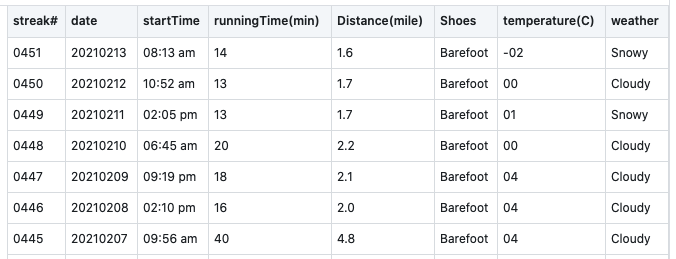 streak# date startTime runningTime(min) Distance(mile) Shoes temperature(C) weather
0451 20210213 08:13 am 14 1.6 Barefoot -02 Snowy
0450 20210212 10:52 am 13 1.7 Barefoot 00 Cloudy
0449 20210211 02:05 pm 13 1.7 Barefoot 01 Snowy
0448 20210210 06:45 am 20 2.2 Barefoot 00 Cloudy
0447 20210209 09:19 pm 18 2.1 Barefoot 04 Cloudy
0446 20210208 02:10 pm 16 2.0 Barefoot 04 Cloudy
0445 20210207 09:56 am 40 4.8 Barefoot 04 Cloudy